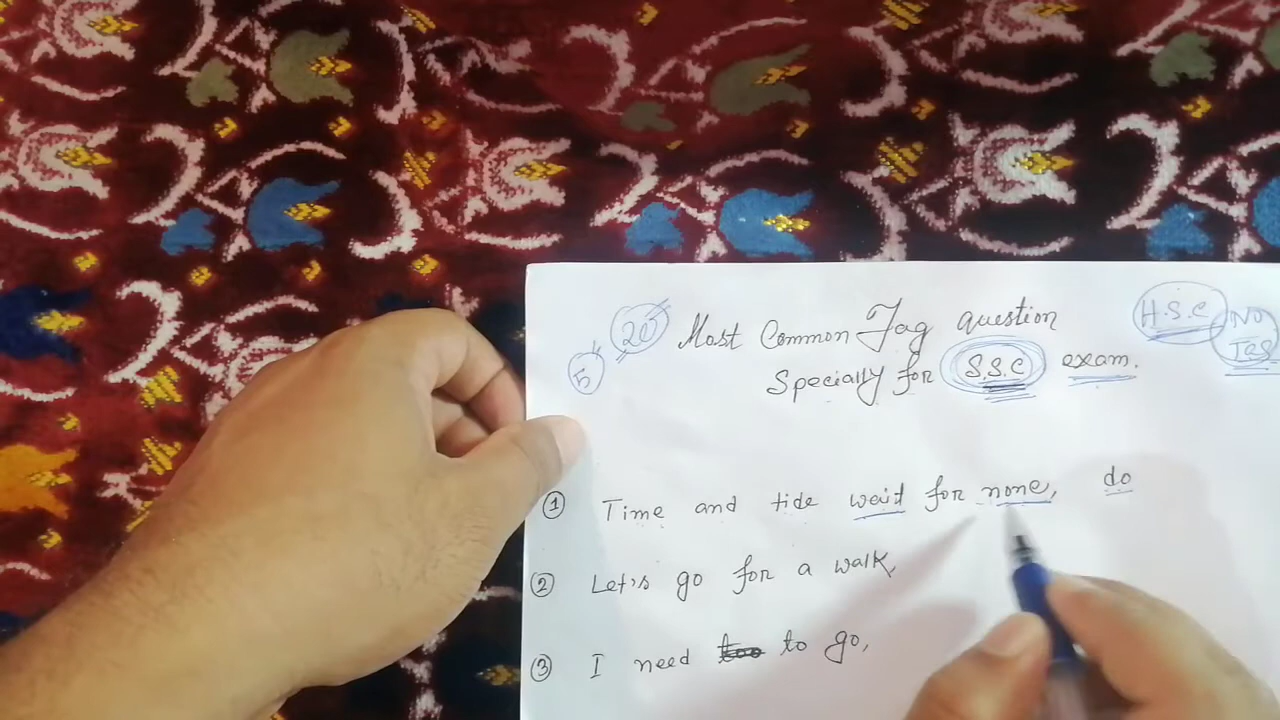 20 Most Common Tag question H.S.C No
5 Specially for S.S.C exam. Tag
① Time and tide wait for none, do
② Let's go for a walk,
③ I need to go,